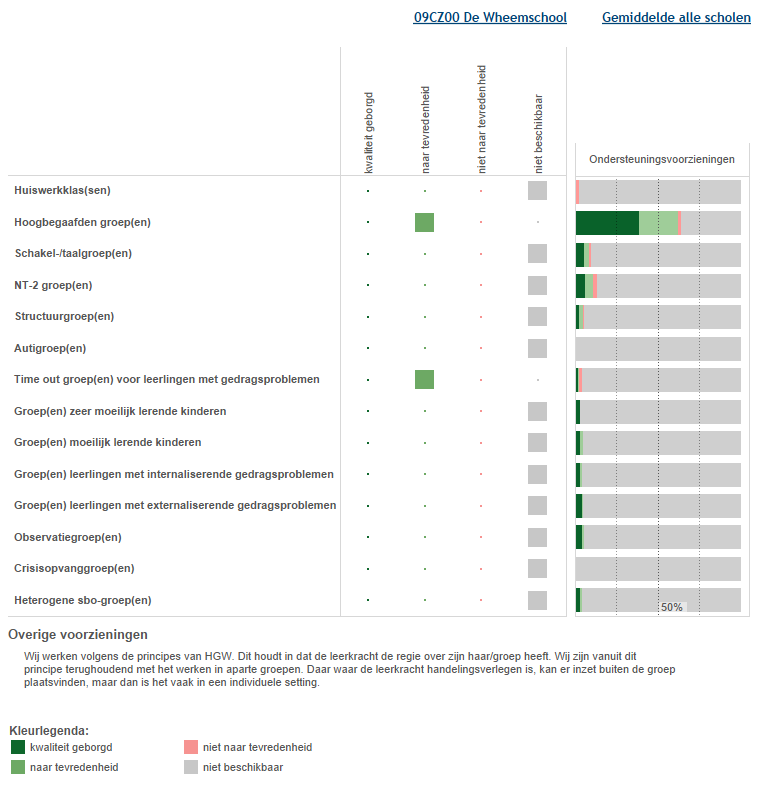 09CZ00 De Wheemschool
Gemiddelde alle scholen
kwaliteit geborgd
naar tevredenheid
niet naar tevredenheid
niet beschikbaar
Ondersteuningsvoorzieningen
Huiswerkklas(sen)
Hoogbegaafden groep(en)
Schakel-/taalgroep(en)
NT-2 groep(en)
Structuurgroep(en)
Autigroep(en)
Time out groep(en) voor leerlingen met gedragsproblemen
Groep(en) zeer moeilijk lerende kinderen
Groep(en) moeilijk lerende kinderen
Groep(en) leerlingen met internaliserende gedragsproblemen
Groep(en) leerlingen met externaliserende gedragsproblemen
Observatiegroep(en)
Crisisopvanggroep(en)
Heterogene sbo-groep(en)
50%
Overige voorzieningen
Wij werken volgens de principes van HGW. Dit houdt in dat de leerkracht de regie over zijn haar/groep heeft. Wij zijn vanuit dit
principe terughoudend met het werken in aparte groepen. Daar waar de leerkracht handelingsverlegen is, kan er inzet buiten de groep
plaatsvinden, maar dan is het vaak in een individuele setting.
Kleurlegenda:
kwaliteit geborgd
niet naar tevredenheid
naar tevredenheid
niet beschikbaar